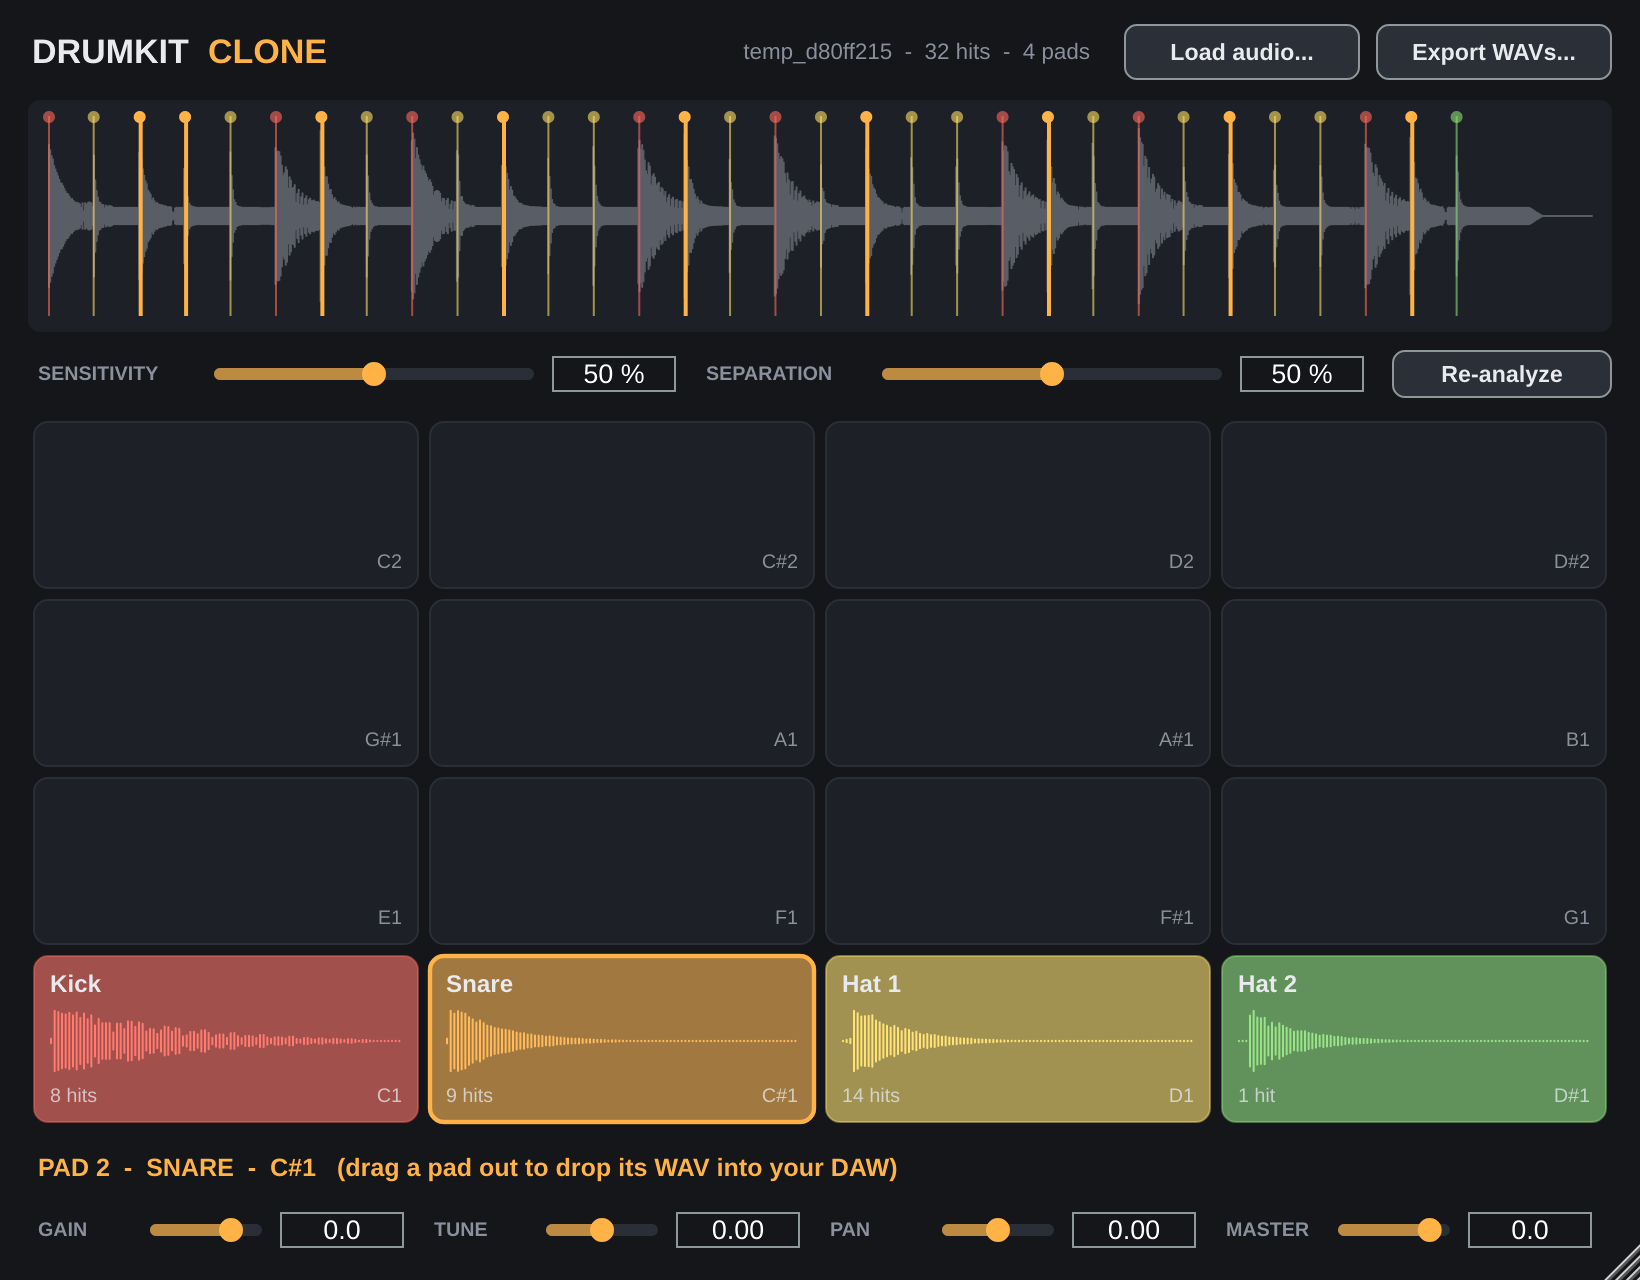 DRUMKIT CLONE
temp_d80ff215 - 32 hits - 4 pads
Load audio...
Export WAVs...
SENSITIVITY
50 %
SEPARATION
50 %
Re-analyze
C2
C#2
D2
D#2
G#1
A1
A#1
B1
E1
F1
F#1
G1
Kick
8 hits
C1
Snare
9 hits
C#1
Hat 1
14 hits
D1
Hat 2
1 hit
D#1
PAD 2 - SNARE - C#1 (drag a pad out to drop its WAV into your DAW)
GAIN
0.0
TUNE
0.00
PAN
0.00
MASTER
0.0